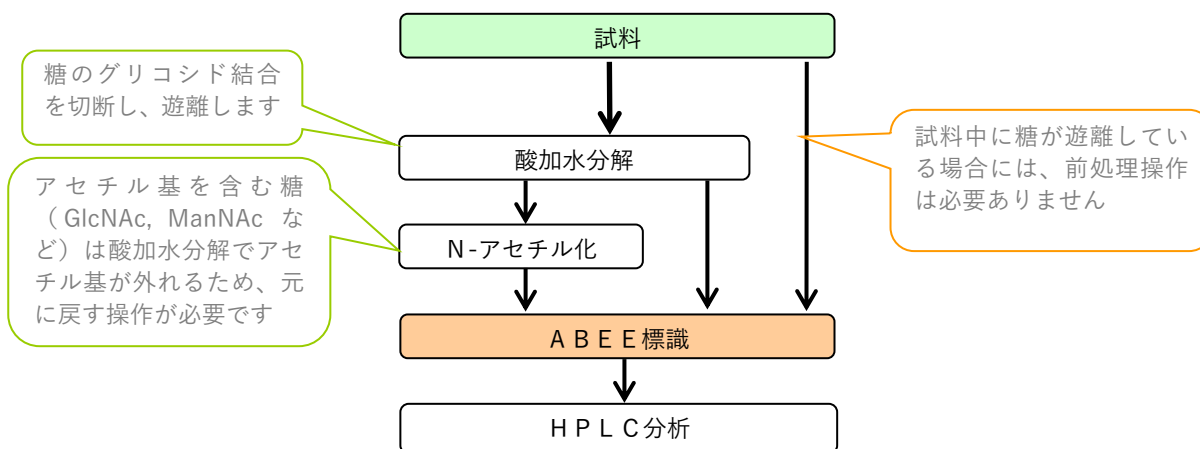 試料
糖のグリコシド結合
を切断し、遊離します
酸加水分解
試料中に糖が遊離してい
る場合には、前処理操作
は必要ありません
アセチル基を含む糖
（GlcNAc, ManNAc な
ど）は酸加水分解でアセ
チル基が外れるため、元
に戻す操作が必要です
Ｎ-アセチル化
ＡＢＥＥ標識
ＨＰＬＣ分析